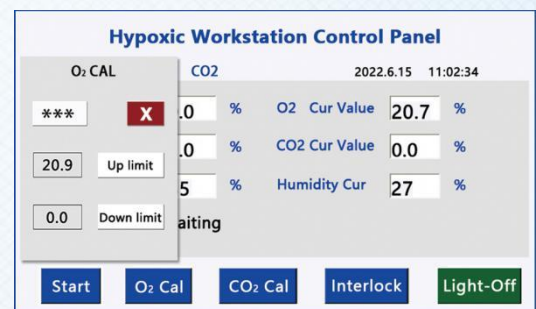 Hypoxic Workstation Control Panel
O₂ CAL
CO2
2022.6.15 11:02:34
***
X
.0 % O2 Cur Value 20.7 %
.0 % CO2 Cur Value 0.0 %
20.9 Up limit
5 % Humidity Cur 27 %
0.0 Down limit
aiting
Start O₂ Cal CO₂ Cal Interlock Light-Off